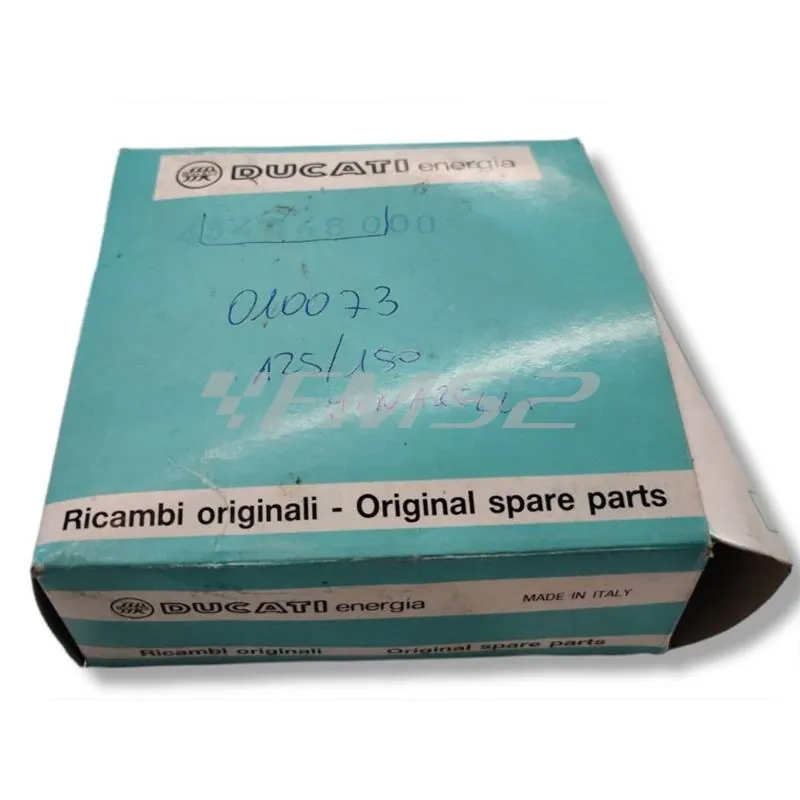 DUCATI energia
010073
125/150
FMS2
Ricambi originali - Original spare parts
DUCATI energia MADE IN ITALY
Ricambi originali Original spare parts